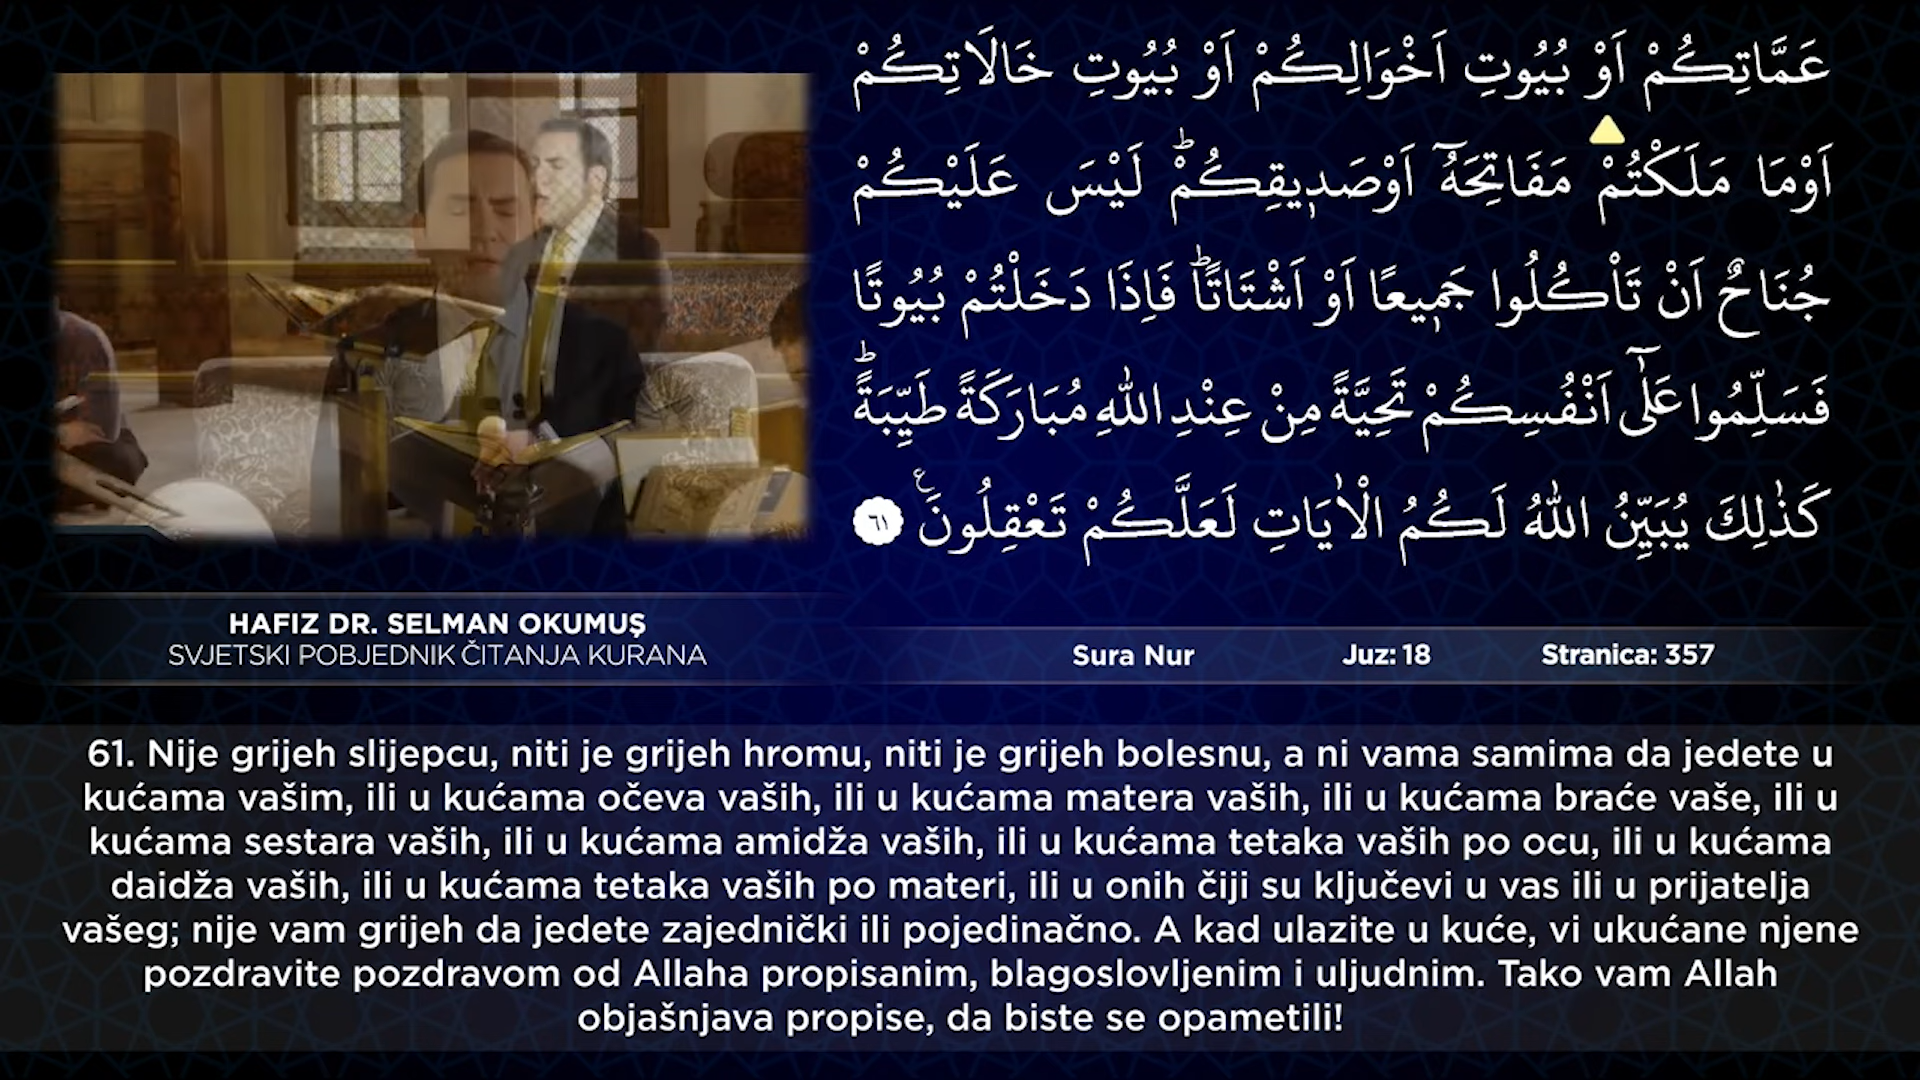 عَمَّاتِكُمْ اَوْ بُيُوتِ اَخْوَالِكُمْ اَوْ بُيُوتِ خَالَاتِكُمْ
اَوْمَا مَلَكْتُمْ مَفَاتِحَهُٓ اَوْصَد۪يقِكُمْۜ لَيْسَ عَلَيْكُمْ
جُنَاحٌ اَنْ تَأْكُلُوا جَم۪يعًا اَوْ اَشْتَاتًاۜ فَاِذَا دَخَلْتُمْ بُيُوتًا
فَسَلِّمُوا عَلٰٓى اَنْفُسِكُمْ تَحِيَّةً مِنْ عِنْدِ اللّٰهِ مُبَارَكَةً طَيِّبَةًۜ
كَذٰلِكَ يُبَيِّنُ اللّٰهُ لَكُمُ الْاٰيَاتِ لَعَلَّكُمْ تَعْقِلُونَ ع ٦١
HAFIZ DR. SELMAN OKUMUŞ
SVJETSKI POBJEDNIK ČITANJA KURANA
Sura Nur Juz: 18 Stranica: 357
61. Nije grijeh slijepcu, niti je grijeh hromu, niti je grijeh bolesnu, a ni vama samima da jedete u
kućama vašim, ili u kućama očeva vaših, ili u kućama matera vaših, ili u kućama braće vaše, ili u
kućama sestara vaših, ili u kućama amidža vaših, ili u kućama tetaka vaših po ocu, ili u kućama
daidža vaših, ili u kućama tetaka vaših po materi, ili u onih čiji su ključevi u vas ili u prijatelja
vašeg; nije vam grijeh da jedete zajednički ili pojedinačno. A kad ulazite u kuće, vi ukućane njene
pozdravite pozdravom od Allaha propisanim, blagoslovljenim i uljudnim. Tako vam Allah
objašnjava propise, da biste se opametili!